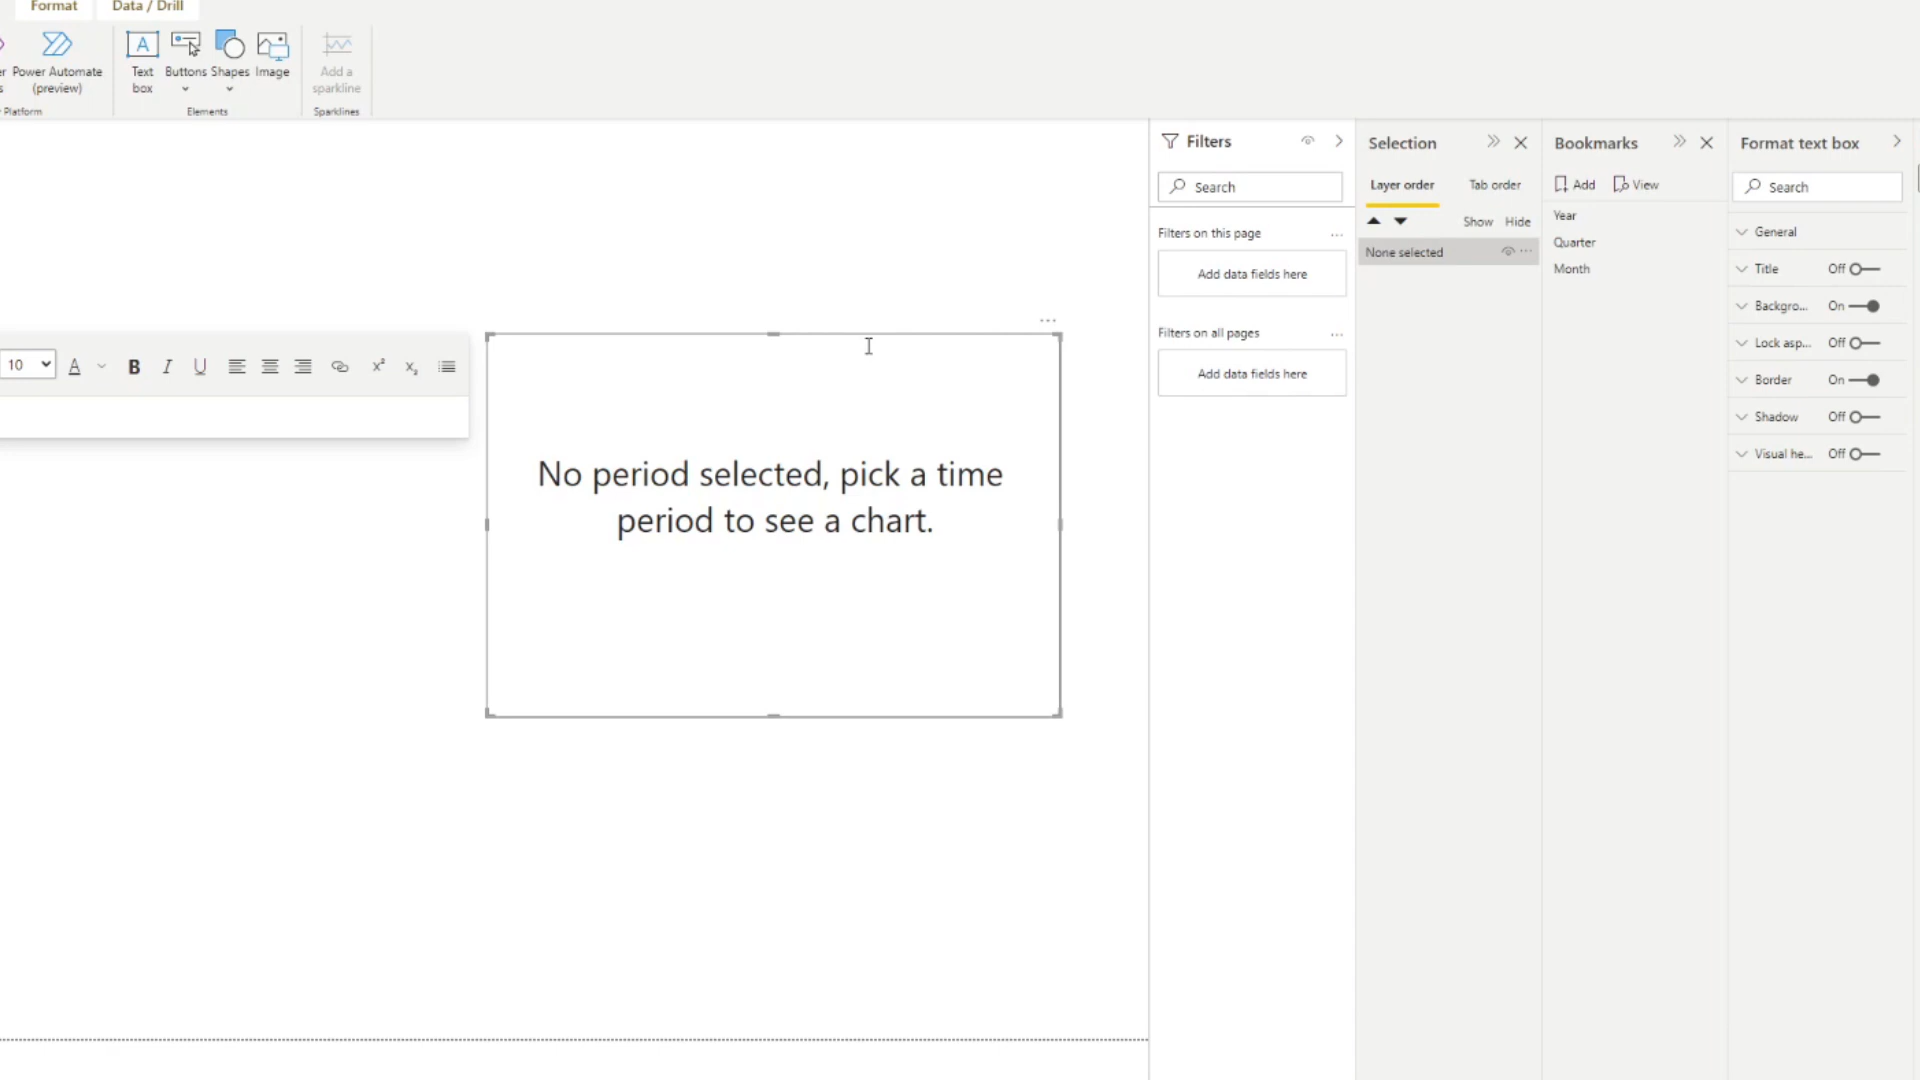 Format
Data / Drill
Power Automate
(preview)
Platform
A
Text
box
Buttons
Shapes
Image
Elements
Add a
sparkline
Sparklines
Filters
Search
Filters on this page
...
Add data fields here
Filters on all pages
...
Add data fields here
Selection
Layer order
Tab order
Show
Hide
None selected
...
Bookmarks
Add
View
Year
Quarter
Month
Format text box
Search
General
Title Off
Backgro... On
Lock asp... Off
Border On
Shadow Off
Visual he... Off
10
A
B
I
U
x²
x₂
...
No period selected, pick a time
period to see a chart.